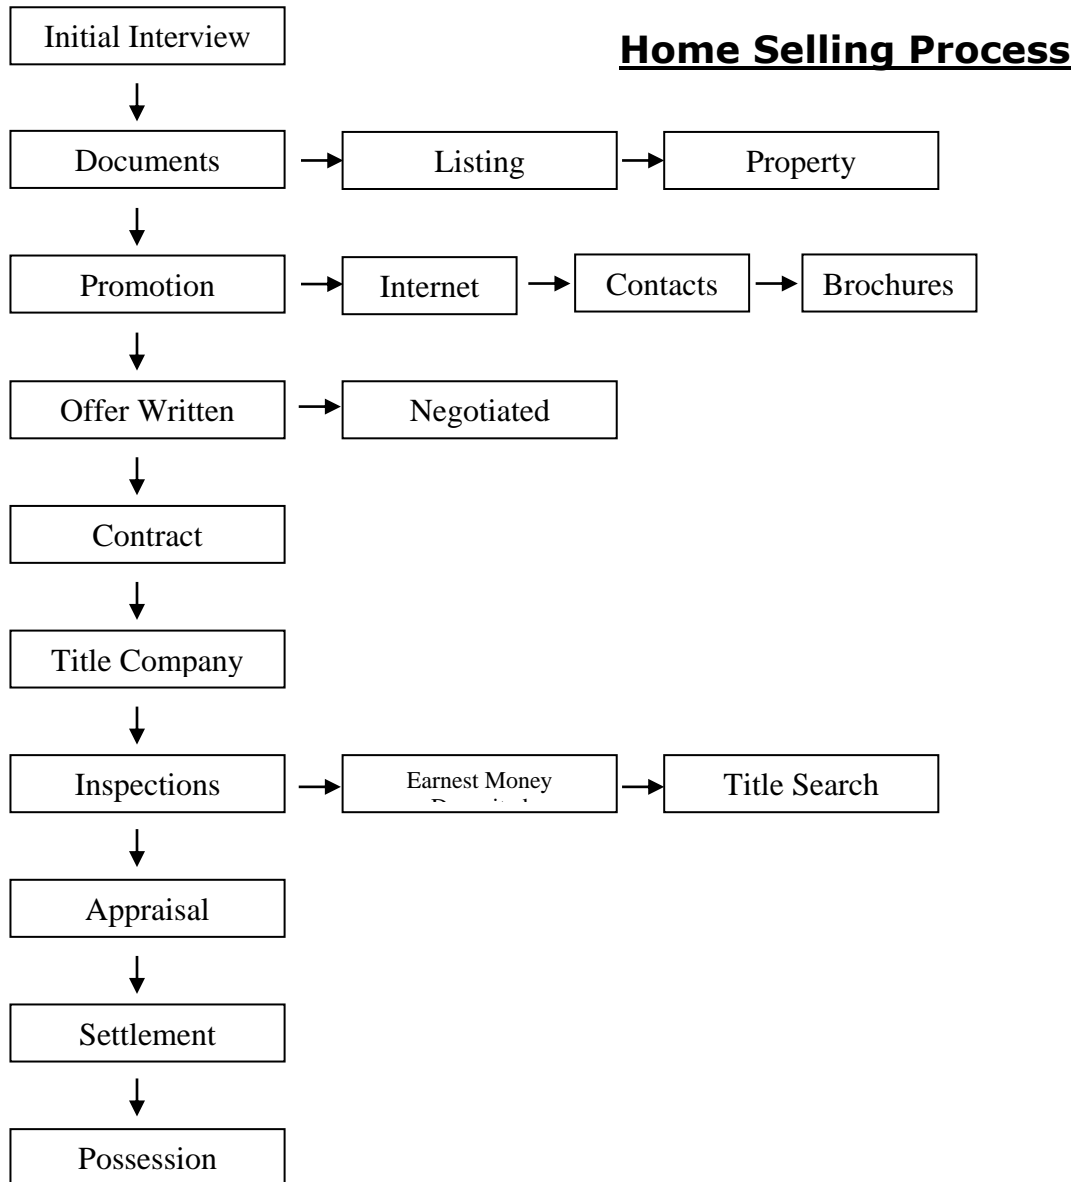 Initial Interview
Home Selling Process
Documents
Listing
Property
Promotion
Internet
Contacts
Brochures
Offer Written
Negotiated
Contract
Title Company
Inspections
Earnest Money
Title Search
Appraisal
Settlement
Possession